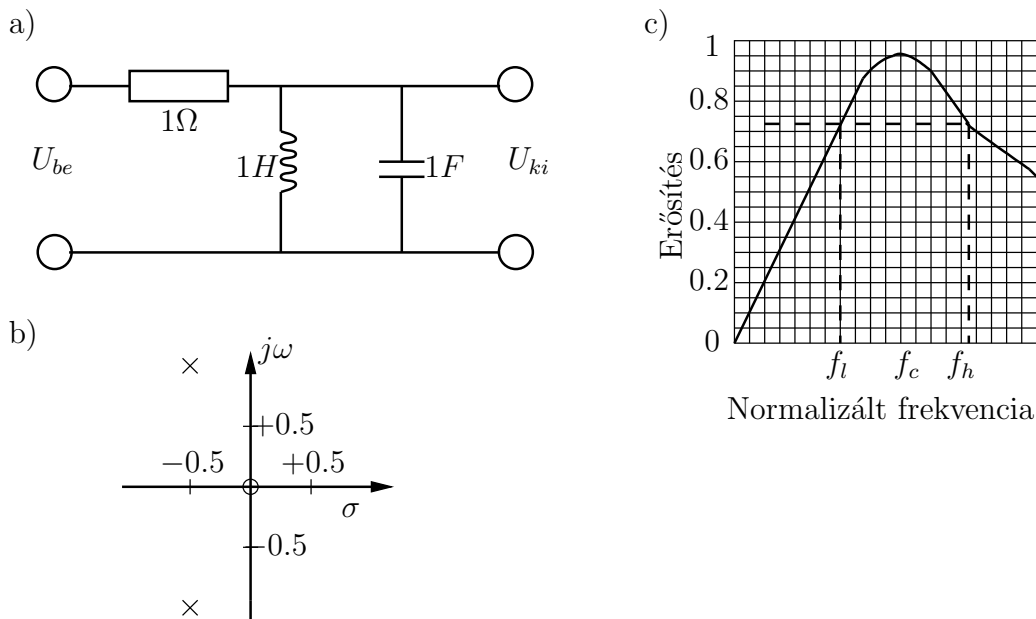 a)
1Ω
U_be
1H
1F
U_ki
b)
jω
+0.5
−0.5
+0.5
σ
−0.5
c)
1
0.8
0.6
0.4
0.2
0
Erősítés
f_l
f_c
f_h
Normalizált frekvencia